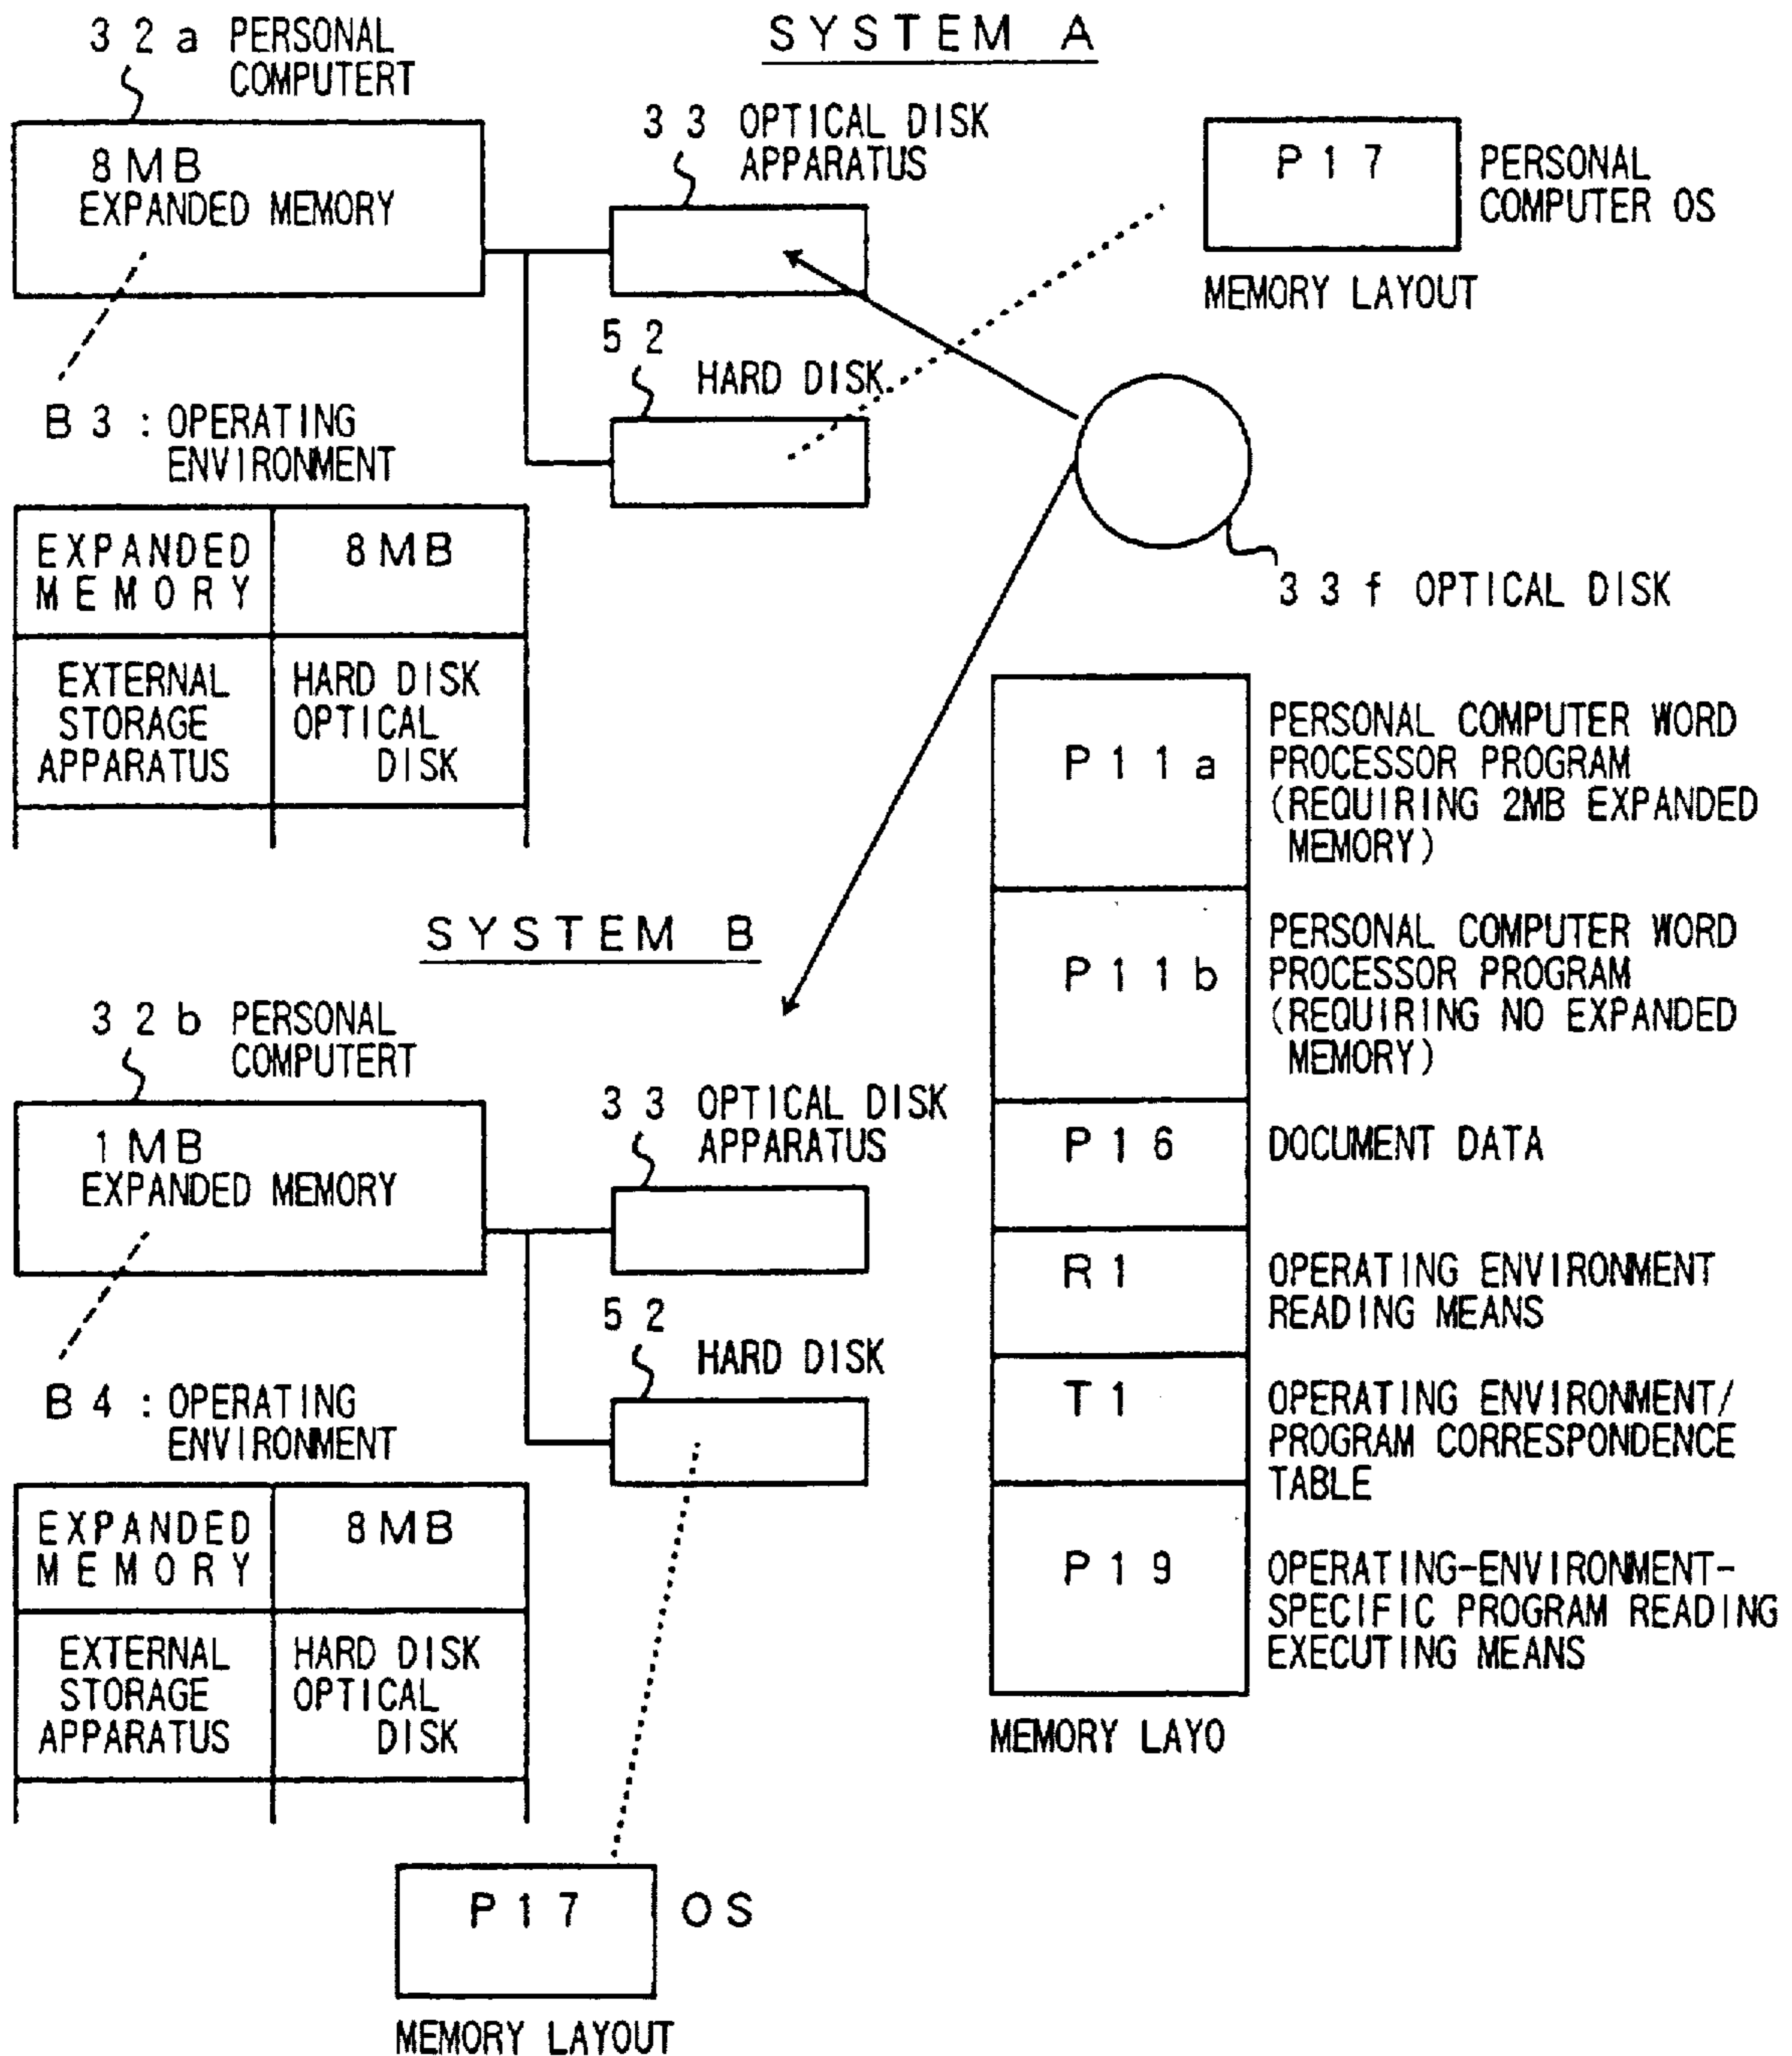 SYSTEM A
32a PERSONAL
COMPUTERT
8MB
EXPANDED MEMORY
33 OPTICAL DISK
APPARATUS
P17
PERSONAL
COMPUTER OS
MEMORY LAYOUT
52
HARD DISK
B3 : OPERATING
ENVIRONMENT
EXPANDED
MEMORY
8MB
EXTERNAL
STORAGE
APPARATUS
HARD DISK
OPTICAL
DISK
33f OPTICAL DISK
P11a
PERSONAL COMPUTER WORD
PROCESSOR PROGRAM
(REQUIRING 2MB EXPANDED
MEMORY)
P11b
PERSONAL COMPUTER WORD
PROCESSOR PROGRAM
(REQUIRING NO EXPANDED
MEMORY)
P16
DOCUMENT DATA
R1
OPERATING ENVIRONMENT
READING MEANS
T1
OPERATING ENVIRONMENT/
PROGRAM CORRESPONDENCE
TABLE
P19
OPERATING-ENVIRONMENT-
SPECIFIC PROGRAM READING
EXECUTING MEANS
MEMORY LAYO
SYSTEM B
32b PERSONAL
COMPUTERT
1MB
EXPANDED MEMORY
33 OPTICAL DISK
APPARATUS
52
HARD DISK
B4 : OPERATING
ENVIRONMENT
EXPANDED
MEMORY
8MB
EXTERNAL
STORAGE
APPARATUS
HARD DISK
OPTICAL
DISK
P17
OS
MEMORY LAYOUT